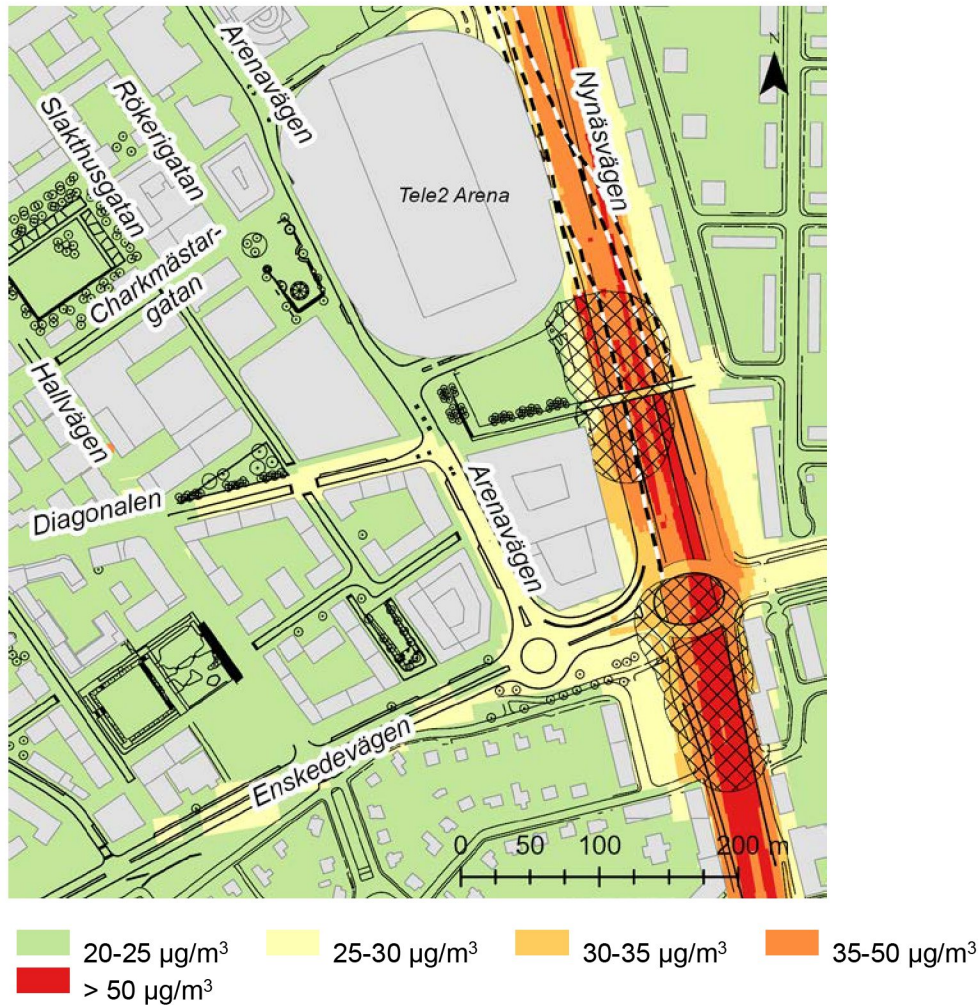 Arenavägen
N
Rökerigatan
Nynäsvägen
Slakthusgatan
Tele2 Arena
Charkmästar-
gatan
Hallvägen
Arenavägen
Diagonalen
Enskedevägen
0 50 100 200 m
20-25 µg/m³ 25-30 µg/m³ 30-35 µg/m³ 35-50 µg/m³
> 50 µg/m³